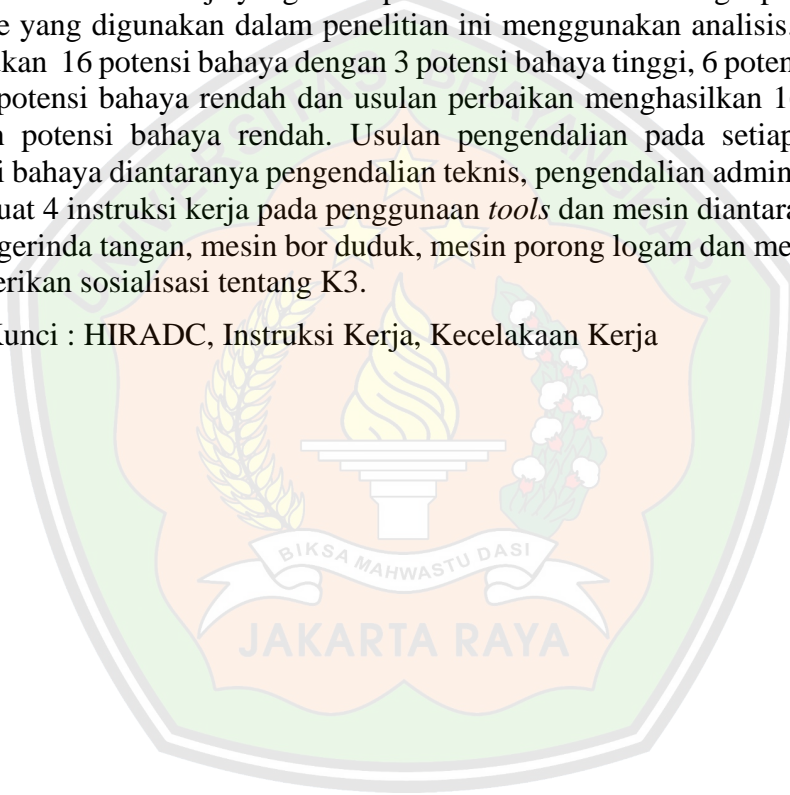 e yang digunakan dalam penelitian ini menggunakan analisis.
kan 16 potensi bahaya dengan 3 potensi bahaya tinggi, 6 poten
potensi bahaya rendah dan usulan perbaikan menghasilkan 1
potensi bahaya rendah. Usulan pengendalian pada setiap
i bahaya diantaranya pengendalian teknis, pengendalian admin
uat 4 instruksi kerja pada penggunaan tools dan mesin diantara
gerinda tangan, mesin bor duduk, mesin porong logam dan me
erikan sosialisasi tentang K3.
Kunci : HIRADC, Instruksi Kerja, Kecelakaan Kerja
UNIVERSITAS BHAYANGKARA
BIKSA MAHWASTU DASI
JAKARTA RAYA